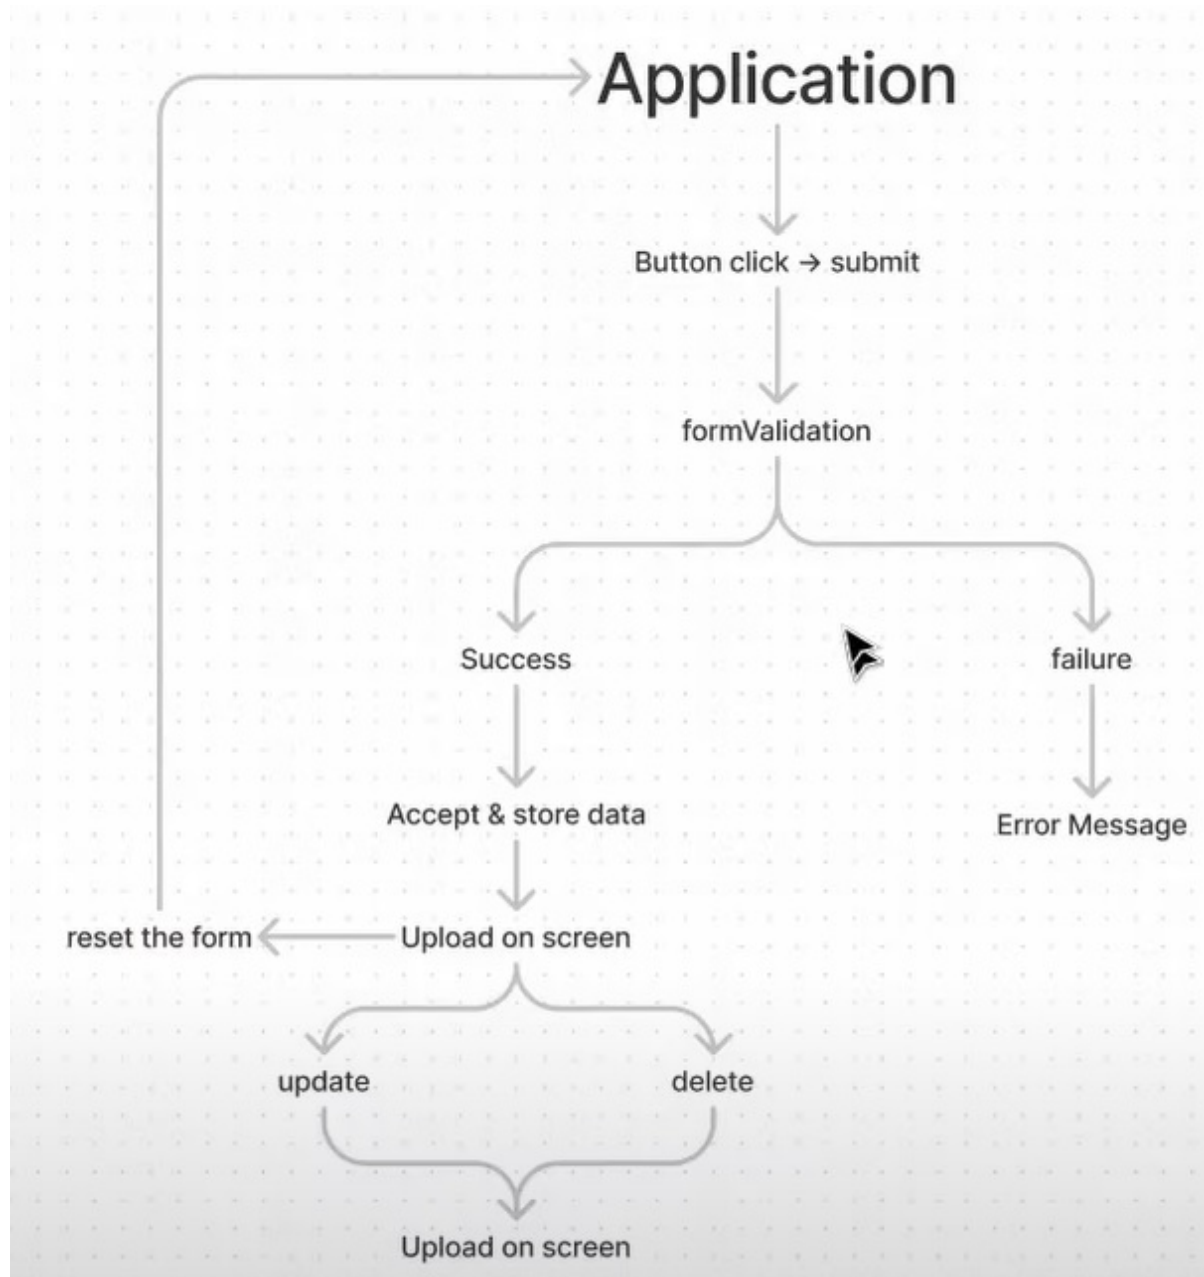 Application
Button click → submit
formValidation
Success
failure
Accept & store data
Error Message
reset the form
Upload on screen
update
delete
Upload on screen